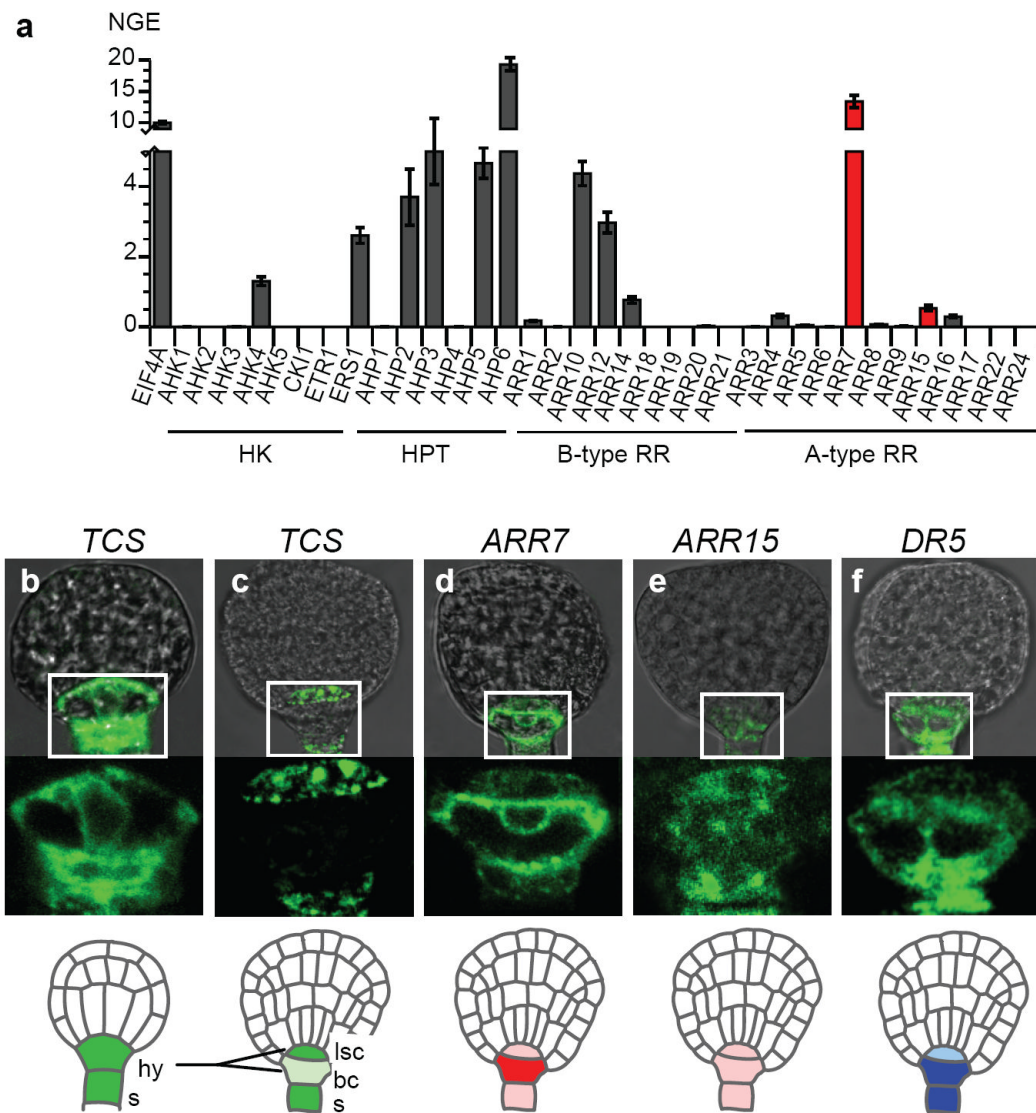 a
NGE
20
15
10
4
2
0
EIF4A AHK1 AHK2 AHK3 AHK4 AHK5 CKI1 ETR1 ERS1 AHP1 AHP2 AHP3 AHP4 AHP5 AHP6 ARR1 ARR2 ARR10 ARR12 ARR14 ARR18 ARR19 ARR20 ARR21 ARR3 ARR4 ARR5 ARR6 ARR7 ARR8 ARR9 ARR15 ARR16 ARR17 ARR22 ARR24
HK HPT B-type RR A-type RR
TCS TCS ARR7 ARR15 DR5
b c d e f
hy lsc
bc
s s